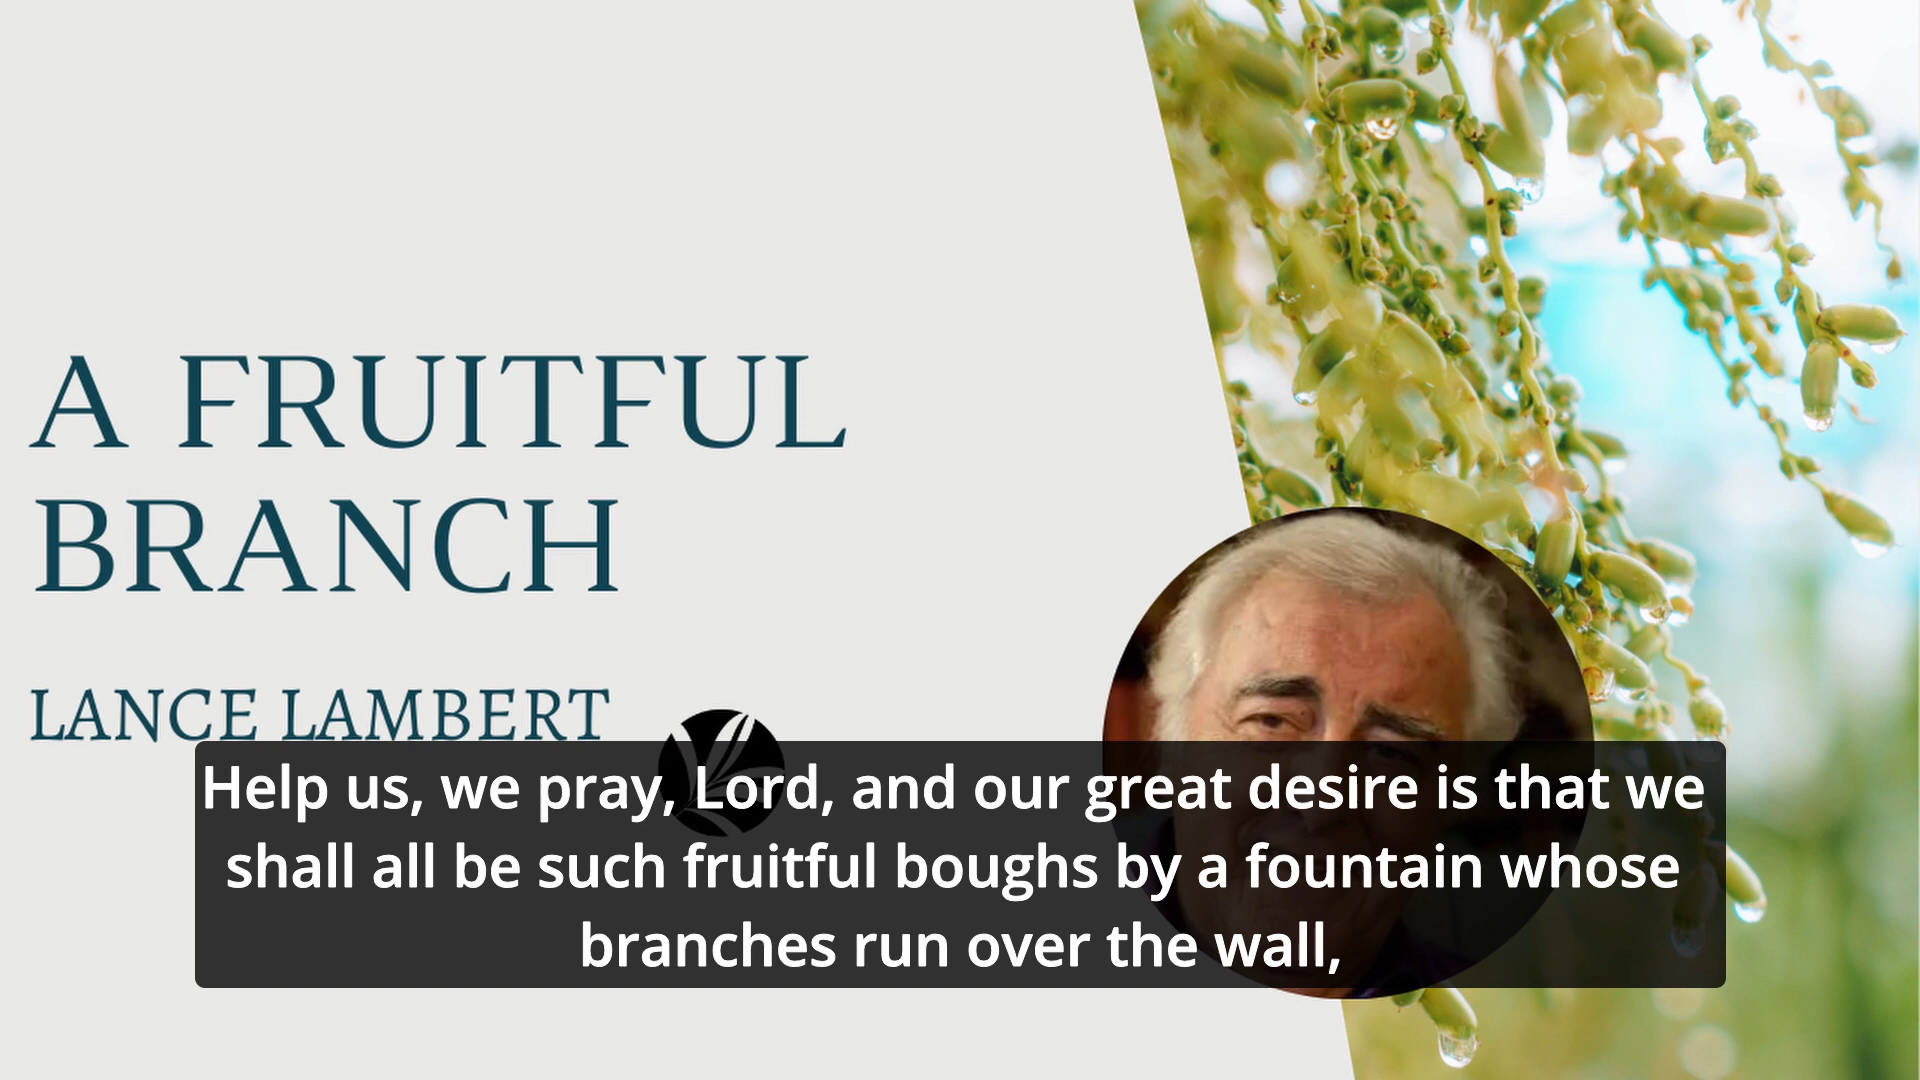 A FRUITFUL
BRANCH
LANCE LAMBERT
Help us, we pray, Lord, and our great desire is that we
shall all be such fruitful boughs by a fountain whose
branches run over the wall,